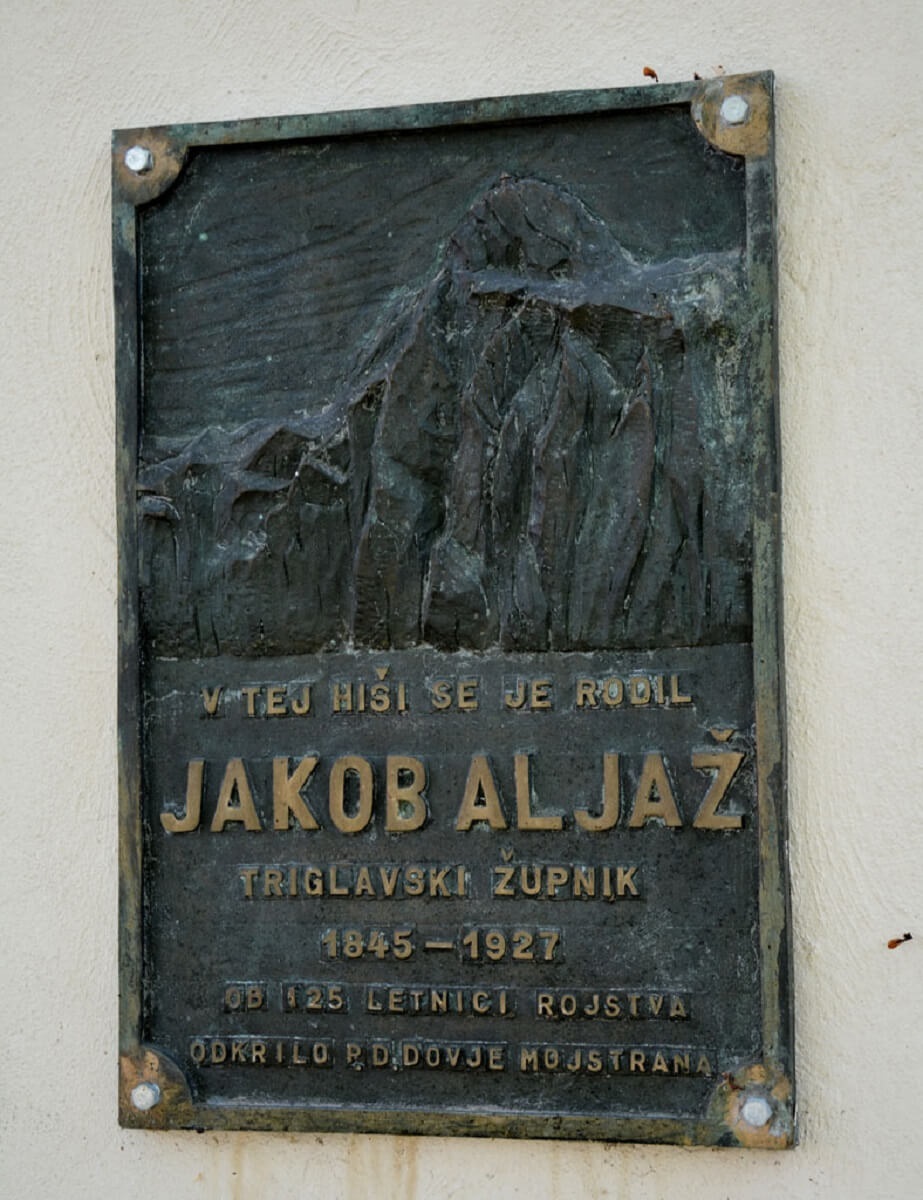 V TEJ HIŠI SE JE RODIL
JAKOB ALJAŽ
TRIGLAVSKI ŽUPNIK
1845 – 1927
OB 125 LETNICI ROJSTVA
ODKRILO P.D. DOVJE MOJSTRANA